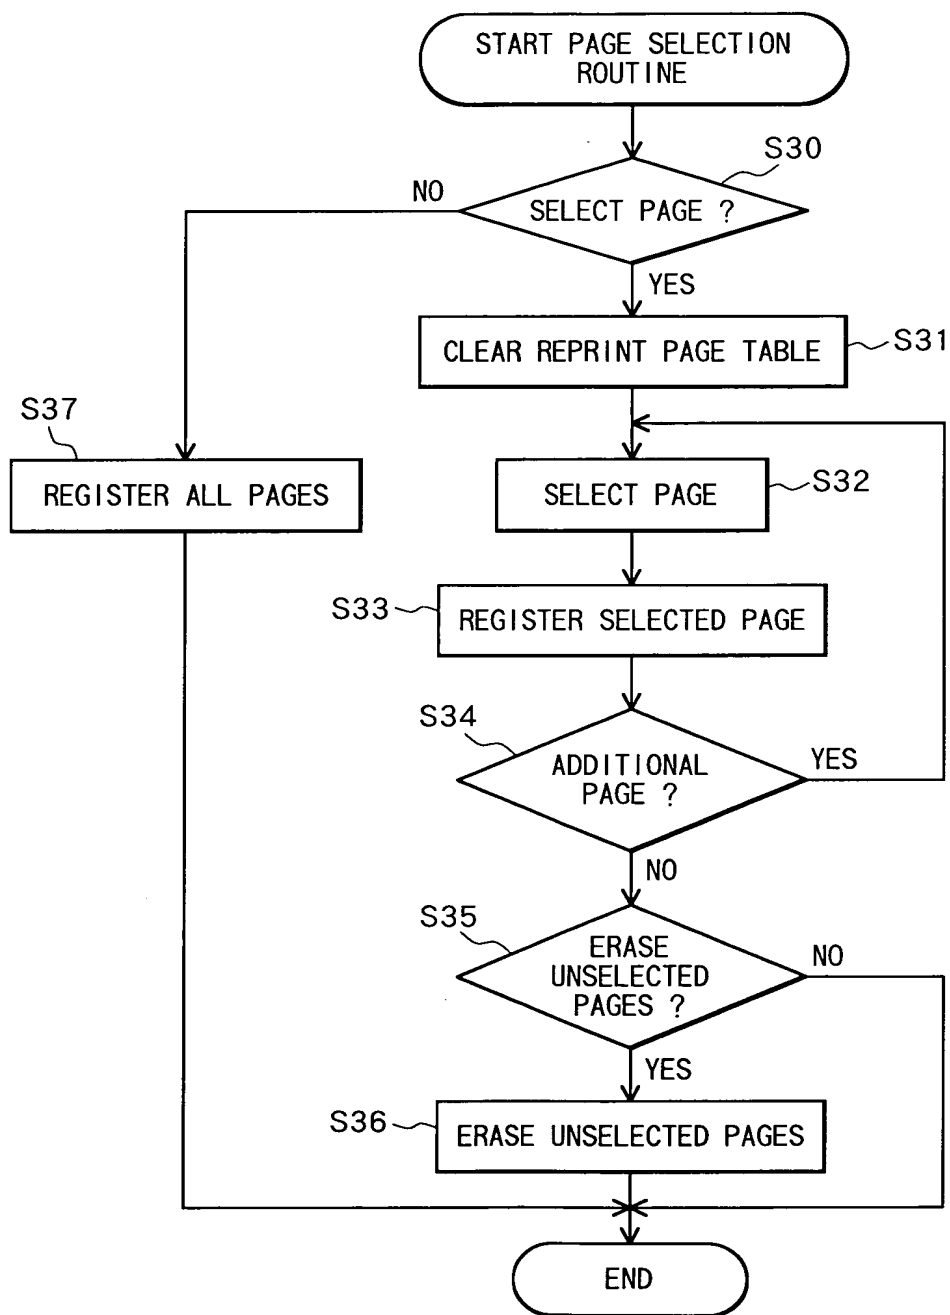 START PAGE SELECTION
ROUTINE
S30
NO
SELECT PAGE ?
YES
CLEAR REPRINT PAGE TABLE
S31
S37
REGISTER ALL PAGES
SELECT PAGE
S32
S33
REGISTER SELECTED PAGE
S34
ADDITIONAL
PAGE ?
YES
NO
S35
ERASE
UNSELECTED
PAGES ?
NO
YES
S36
ERASE UNSELECTED PAGES
END